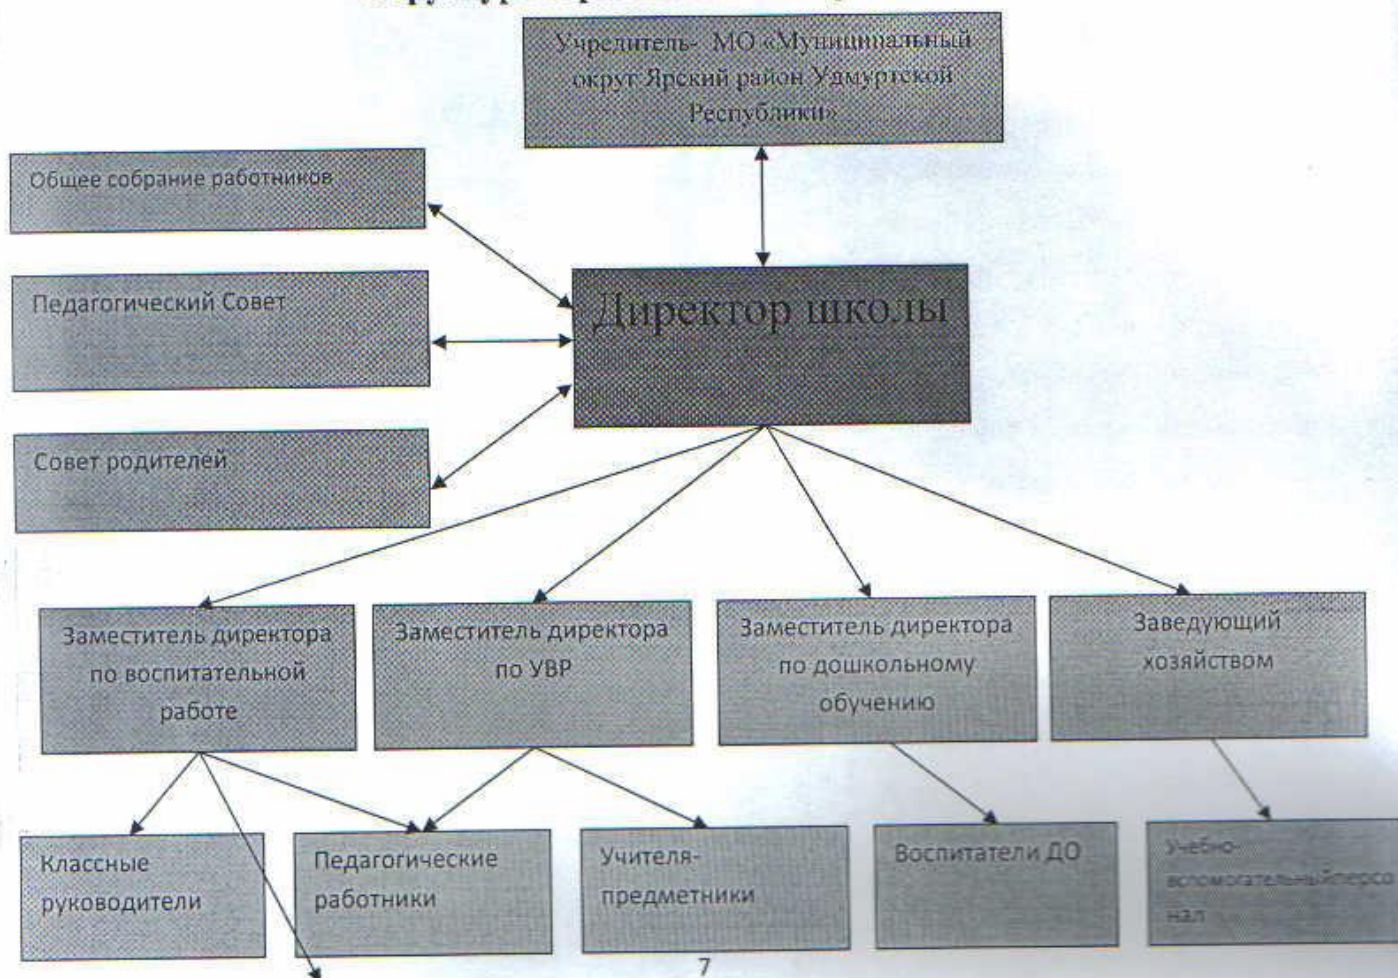 Учредитель- МО «Муниципальный
округ Ярский район Удмуртской
Республики»
Общее собрание работников
Педагогический Совет
Директор школы
Совет родителей
Заместитель директора
по воспитательной
работе
Заместитель директора
по УВР
Заместитель директора
по дошкольному
обучению
Заведующий
хозяйством
Классные
руководители
Педагогические
работники
Учителя-
предметники
Воспитатели ДО
Учебно-
вспомогательныйперсо
нал
7